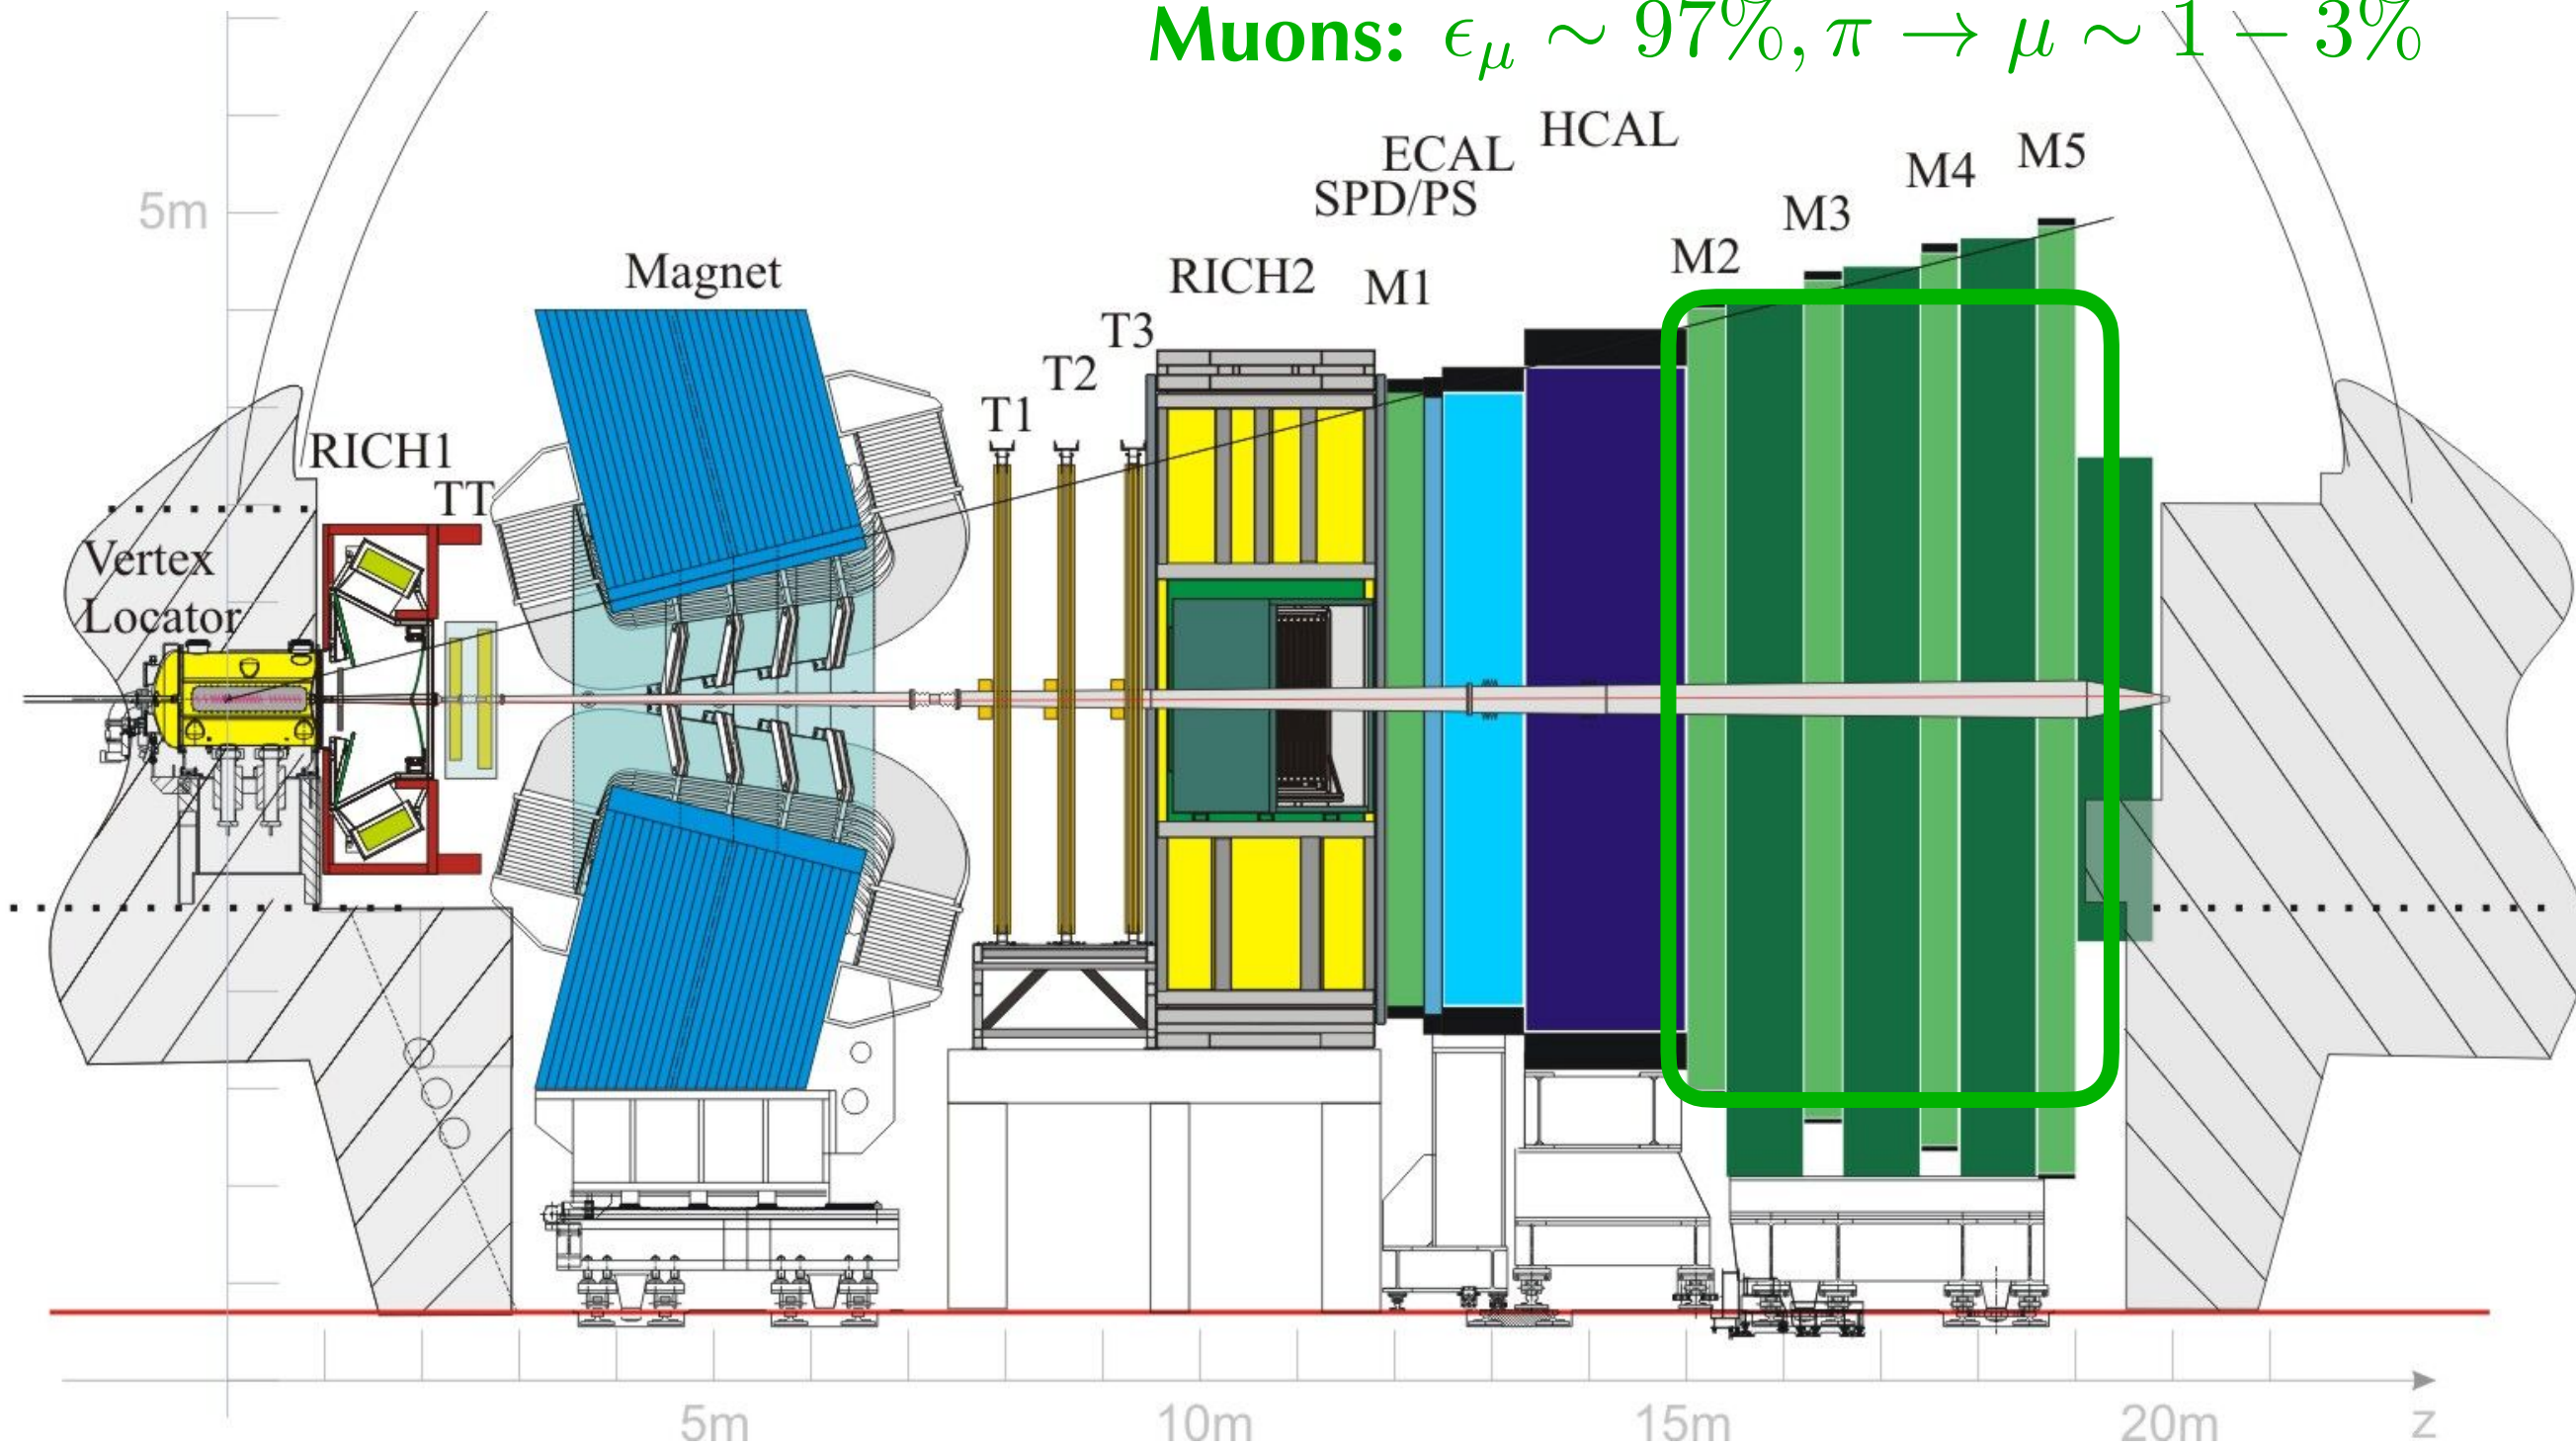 Muons: ϵμ ∼ 97%, π → μ ∼ 1 − 3%
HCAL
ECAL
SPD/PS
M5
M4
M3
M2
5m
Magnet
RICH2
M1
T3
T2
T1
RICH1
TT
Vertex
Locator
5m
10m
15m
20m
z